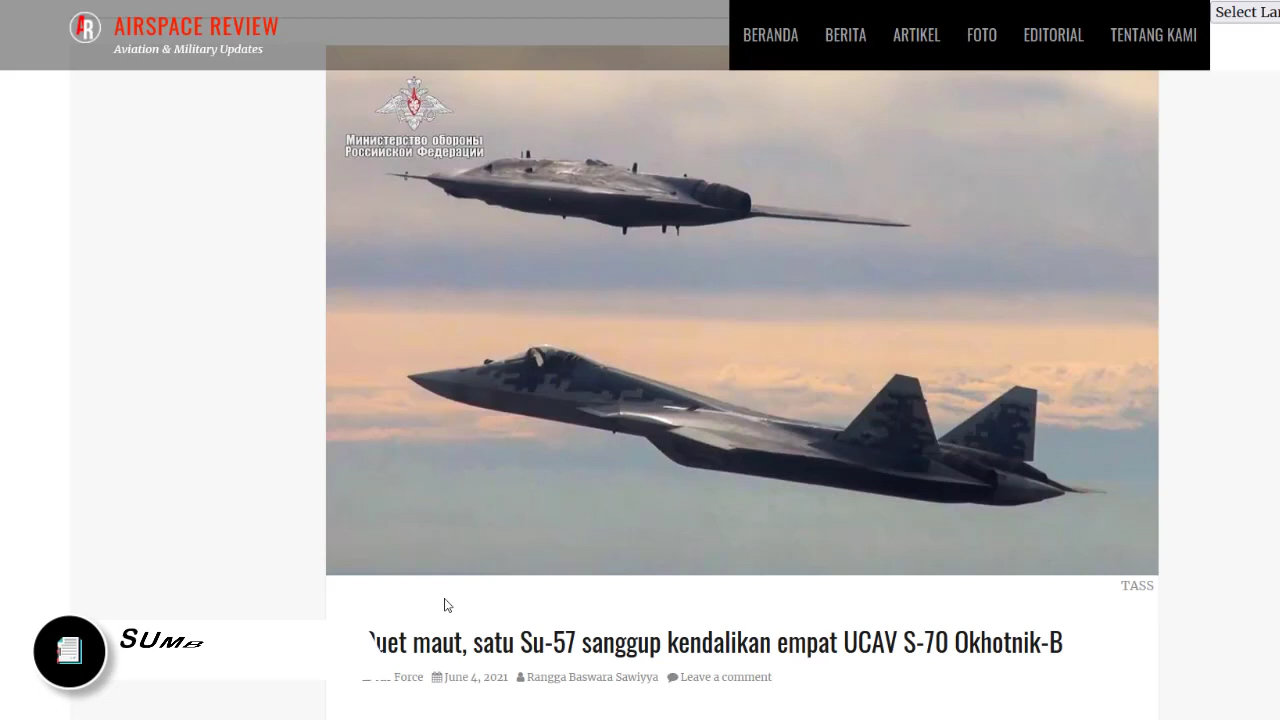 AIRSPACE REVIEW
Aviation & Military Updates
BERANDA BERITA ARTIKEL FOTO EDITORIAL TENTANG KAMI
Select Lan
Министерство обороны
Российской Федерации
TASS
uet maut, satu Su-57 sanggup kendalikan empat UCAV S-70 Okhotnik-B
Force June 4, 2021 Rangga Baswara Sawiyya Leave a comment
SUMB